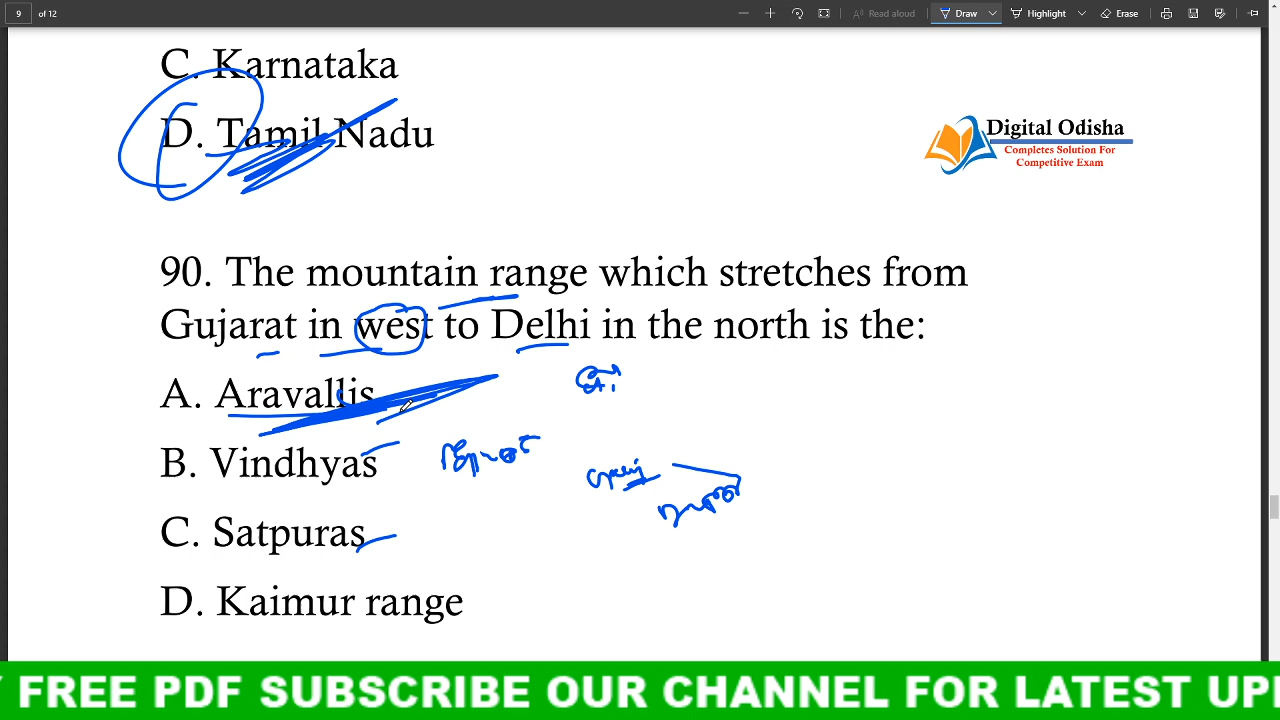 9 of 12
Read aloud Draw Highlight Erase
C. Karnataka
D. Tamil Nadu
Digital Odisha
Completes Solution For
Competitive Exam
90. The mountain range which stretches from
Gujarat in west to Delhi in the north is the:
A. Aravallis
B. Vindhyas
C. Satpuras
D. Kaimur range
FREE PDF SUBSCRIBE OUR CHANNEL FOR LATEST